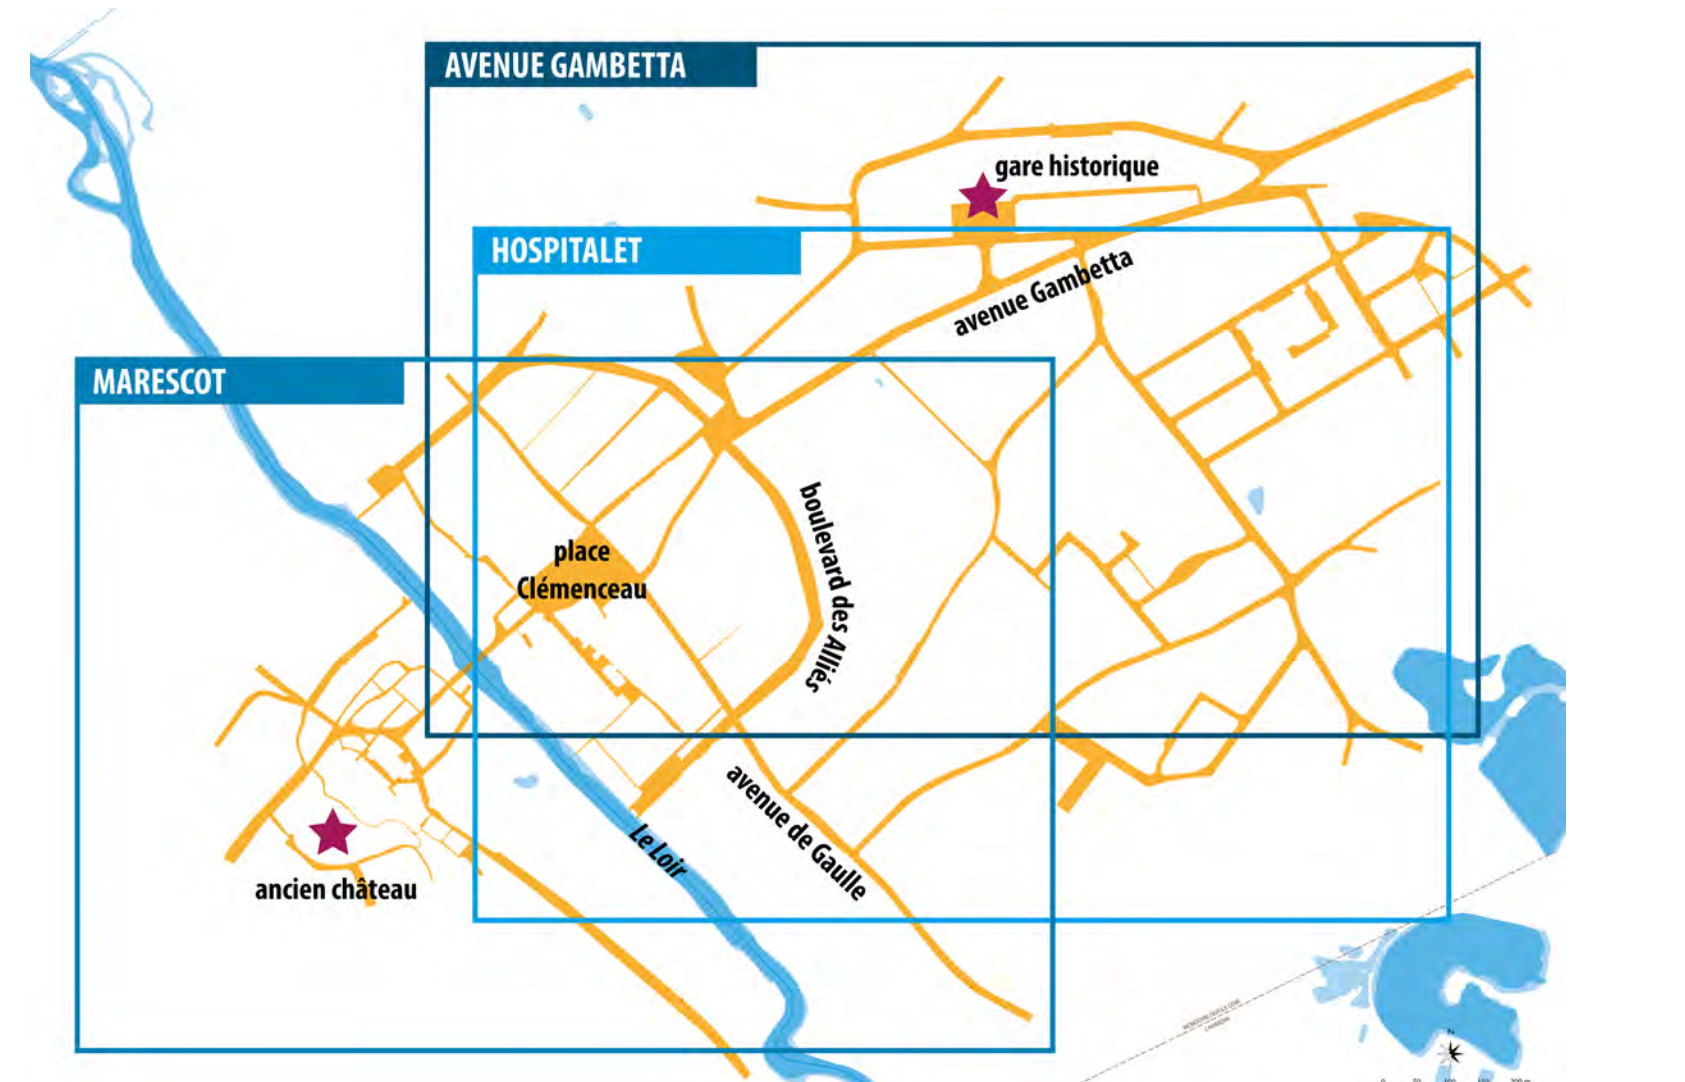 AVENUE GAMBETTA
gare historique
HOSPITALET
avenue Gambetta
MARESCOT
boulevard des Alliés
place
Clémenceau
avenue de Gaulle
Le Loir
ancien château
N